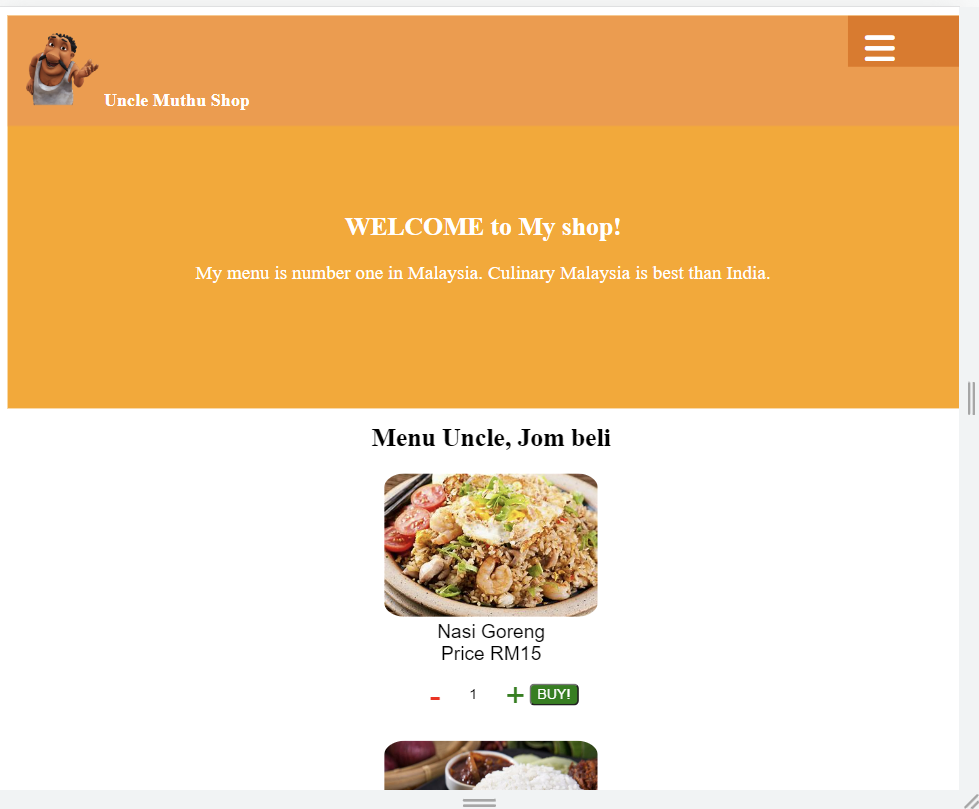 Uncle Muthu Shop
WELCOME to My shop!
My menu is number one in Malaysia. Culinary Malaysia is best than India.
Menu Uncle, Jom beli
Nasi Goreng
Price RM15
- 1 + BUY!